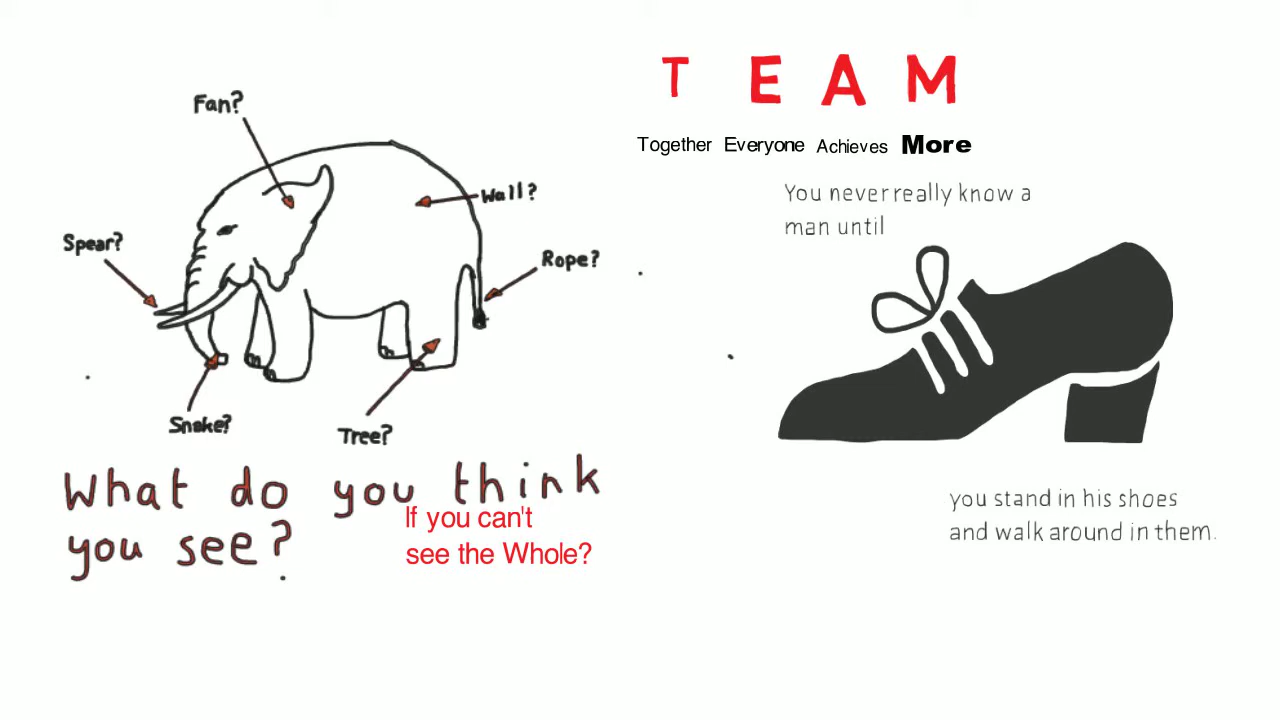 Fan?
Wall?
Spear?
Rope?
Snake?
Tree?
What do you think
you see?
If you can't
see the Whole?
T E A M
Together Everyone Achieves More
You never really know a
man until
you stand in his shoes
and walk around in them.